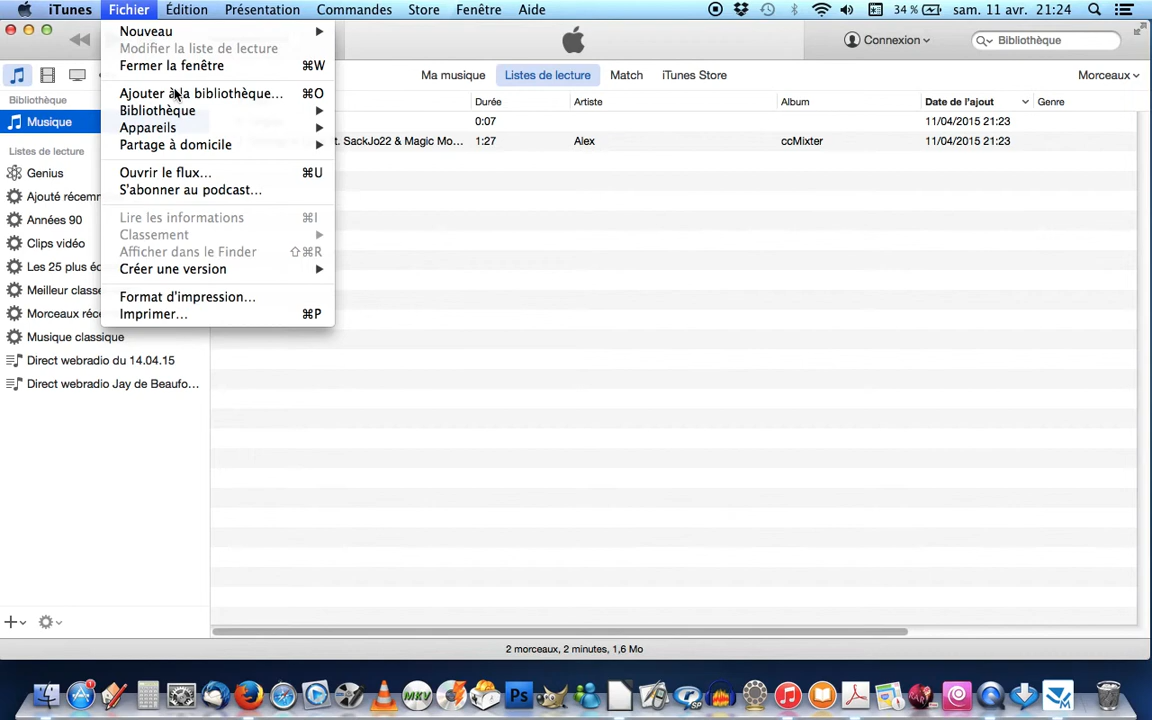 iTunes Fichier Édition Présentation Commandes Store Fenêtre Aide 34 % sam. 11 avr. 21:24
Nouveau
Modifier la liste de lecture
Fermer la fenêtre ⌘W
Ajouter à la bibliothèque... ⌘O
Bibliothèque
Appareils
Partage à domicile
Ouvrir le flux... ⌘U
S'abonner au podcast...
Lire les informations ⌘I
Classement
Afficher dans le Finder ⇧⌘R
Créer une version
Format d'impression...
Imprimer... ⌘P
Connexion
Bibliothèque
Ma musique Listes de lecture Match iTunes Store Morceaux
Bibliothèque
Musique
Listes de lecture
Genius
Ajouté récemm
Années 90
Clips vidéo
Les 25 plus éc
Meilleur classe
Morceaux réce
Musique classique
Direct webradio du 14.04.15
Direct webradio Jay de Beaufo...
Durée Artiste Album Date de l'ajout Genre
0:07 11/04/2015 21:23
t. SackJo22 & Magic Mo... 1:27 Alex ccMixter 11/04/2015 21:23
2 morceaux, 2 minutes, 1,6 Mo
MKV
Ps